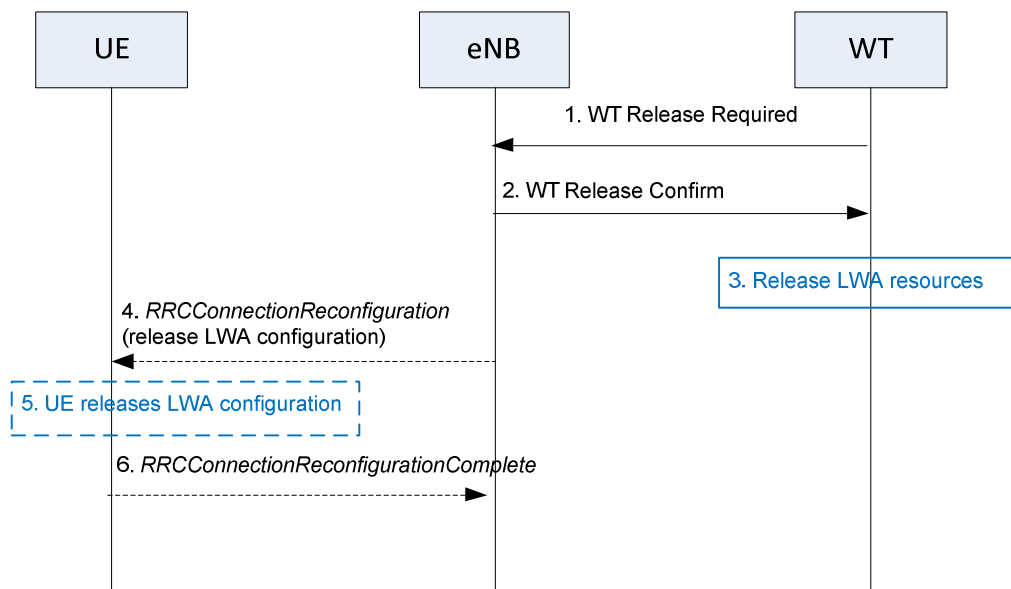 UE
eNB
WT
1. WT Release Required
2. WT Release Confirm
3. Release LWA resources
4. RRCConnectionReconfiguration
(release LWA configuration)
5. UE releases LWA configuration
6. RRCConnectionReconfigurationComplete